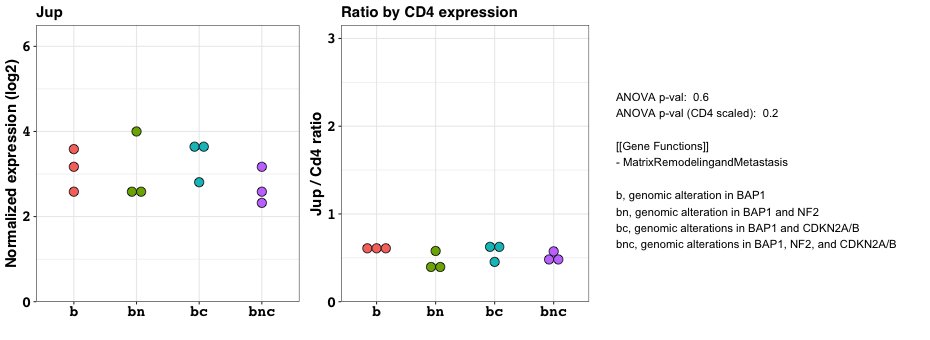 Jup
Normalized expression (log2)
6
4
2
0
b
bn
bc
bnc
Ratio by CD4 expression
Jup / Cd4 ratio
3
2
1
0
b
bn
bc
bnc
ANOVA p-val:  0.6
ANOVA p-val (CD4 scaled):  0.2
[[Gene Functions]]
- MatrixRemodelingandMetastasis
b, genomic alteration in BAP1
bn, genomic alteration in BAP1 and NF2
bc, genomic alterations in BAP1 and CDKN2A/B
bnc, genomic alterations in BAP1, NF2, and CDKN2A/B